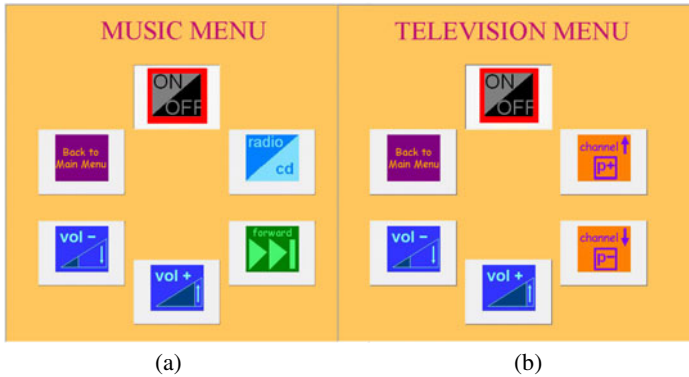 MUSIC MENU
ON
OFF
Back to
Main Menu
radio
cd
vol -
forward
vol +
(a)
TELEVISION MENU
ON
OFF
Back to
Main Menu
channel
p+
vol -
channel
p-
vol +
(b)